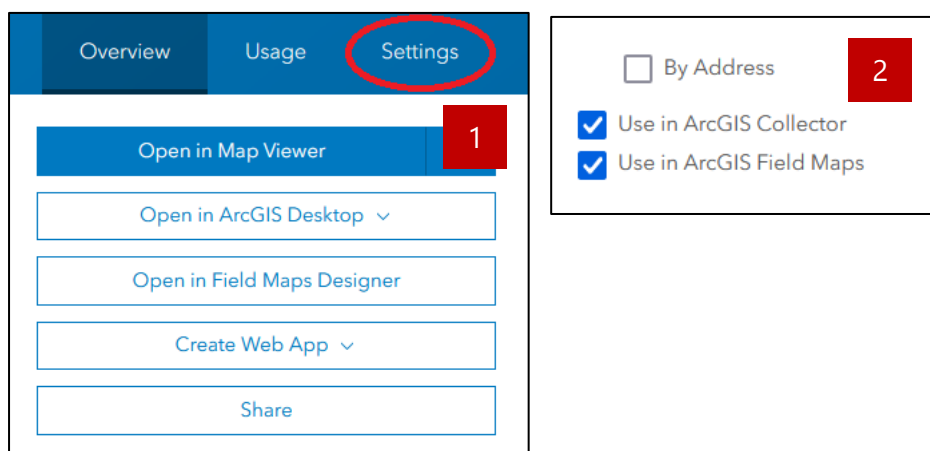 Overview Usage Settings
1
Open in Map Viewer
Open in ArcGIS Desktop
Open in Field Maps Designer
Create Web App
Share
2
By Address
Use in ArcGIS Collector
Use in ArcGIS Field Maps